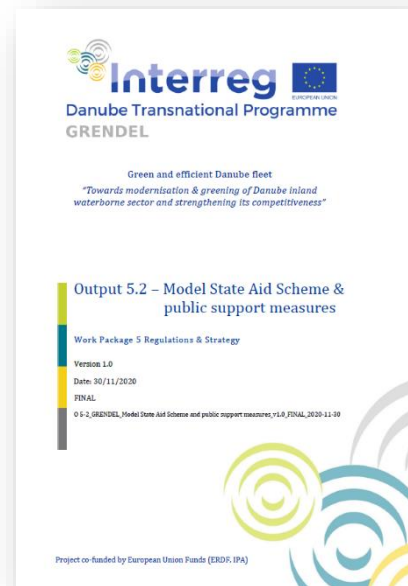 Interreg
EUROPEAN UNION
Danube Transnational Programme
GRENDEL
Green and efficient Danube fleet
"Towards modernisation & greening of Danube inland
waterborne sector and strengthening its competitiveness"
Output 5.2 – Model State Aid Scheme &
public support measures
Work Package 5 Regulations & Strategy
Version 1.0
Date: 30/11/2020
FINAL
O 5-2_GRENDEL_Model State Aid Scheme and public support measures_v1.0_FINAL_2020-11-30
Project co-funded by European Union Funds (ERDF, IPA)